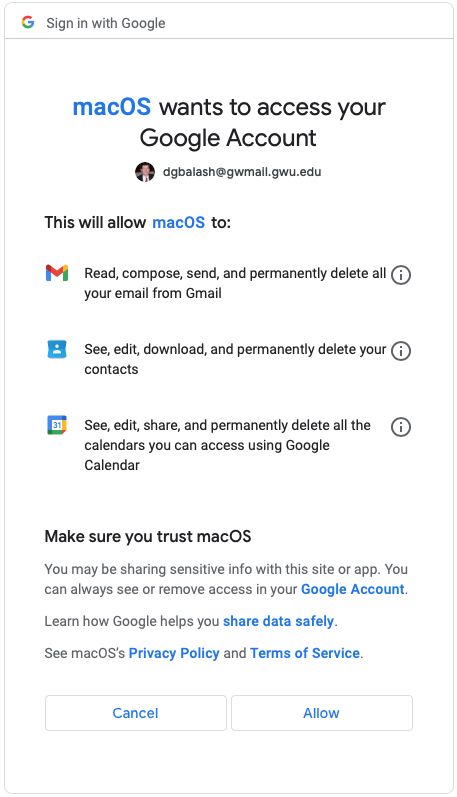 Sign in with Google
macOS wants to access your
Google Account
dgbalash@gwmail.gwu.edu
This will allow macOS to:
Read, compose, send, and permanently delete all
your email from Gmail
See, edit, download, and permanently delete your
contacts
31
See, edit, share, and permanently delete all the
calendars you can access using Google
Calendar
Make sure you trust macOS
You may be sharing sensitive info with this site or app. You
can always see or remove access in your Google Account.
Learn how Google helps you share data safely.
See macOS’s Privacy Policy and Terms of Service.
Cancel Allow